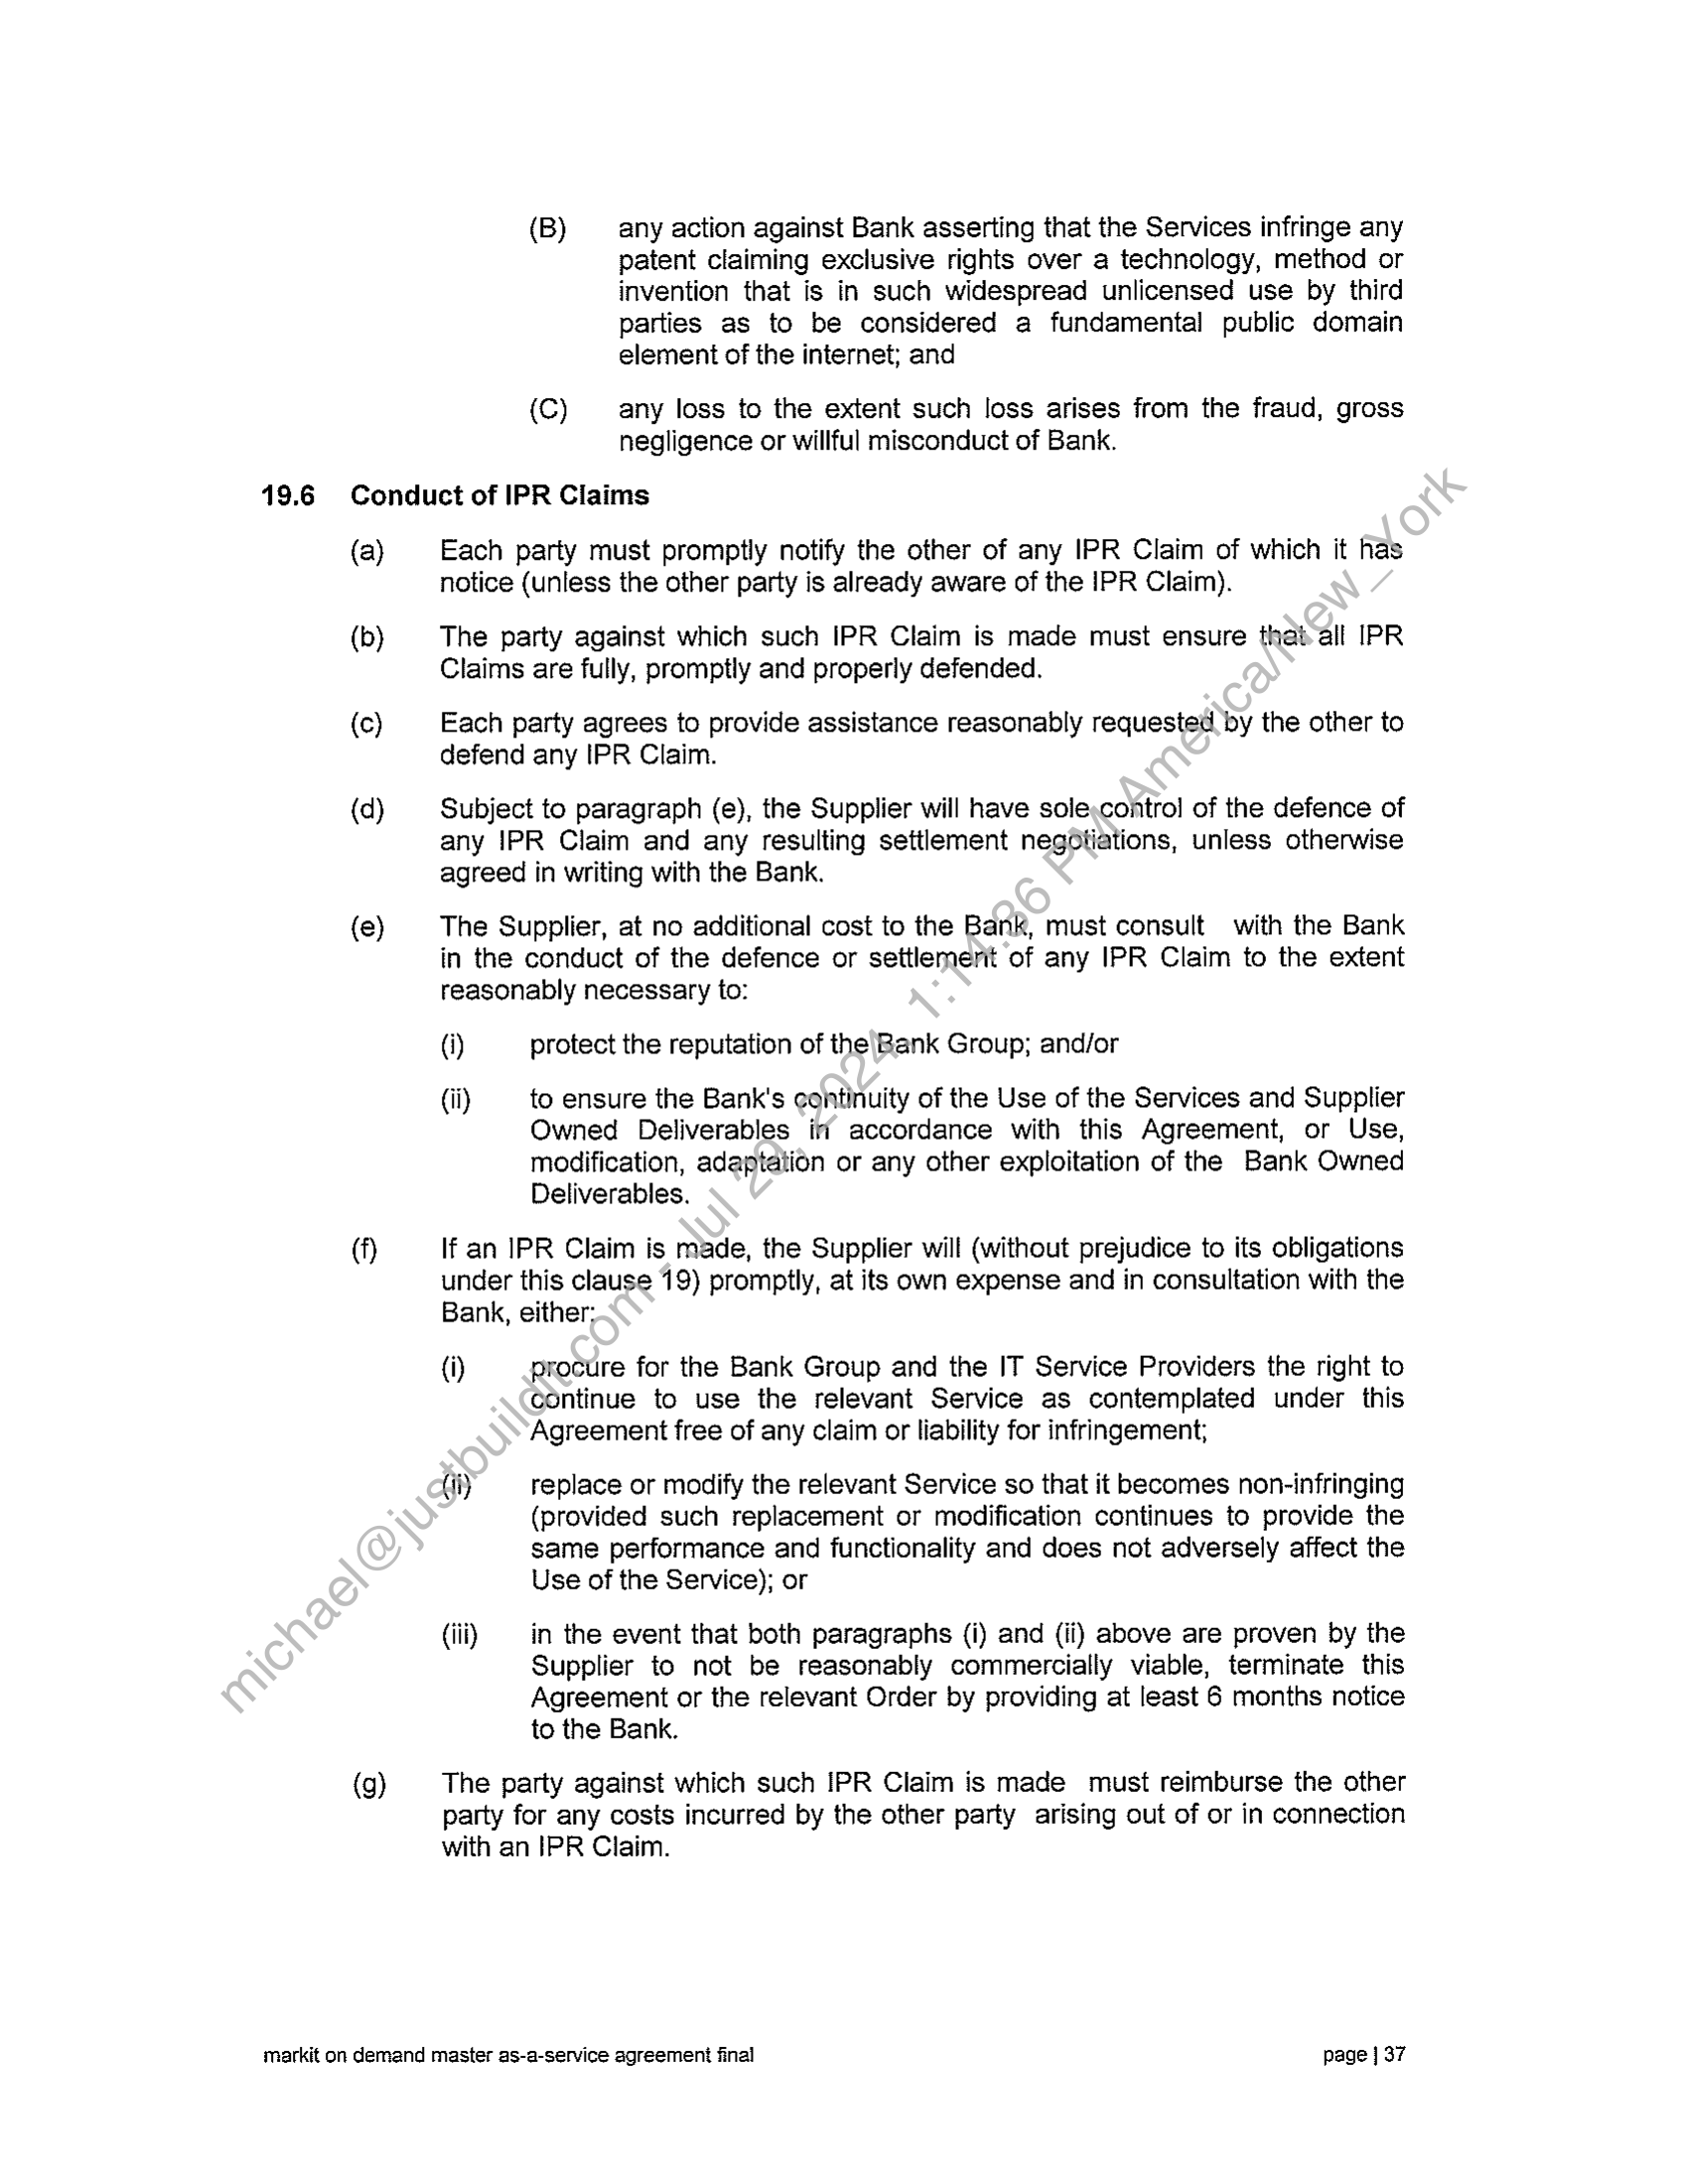 (B) any action against Bank asserting that the Services infringe any
patent claiming exclusive rights over a technology, method or
invention that is in such widespread unlicensed use by third
parties as to be considered a fundamental public domain
element of the internet; and
(C) any loss to the extent such loss arises from the fraud, gross
negligence or willful misconduct of Bank.
19.6 Conduct of IPR Claims
(a) Each party must promptly notify the other of any IPR Claim of which it has
notice (unless the other party is already aware of the IPR Claim).
(b) The party against which such IPR Claim is made must ensure that all IPR
Claims are fully, promptly and properly defended.
(c) Each party agrees to provide assistance reasonably requested by the other to
defend any IPR Claim.
(d) Subject to paragraph (e), the Supplier will have sole control of the defence of
any IPR Claim and any resulting settlement negotiations, unless otherwise
agreed in writing with the Bank.
(e) The Supplier, at no additional cost to the Bank, must consult with the Bank
in the conduct of the defence or settlement of any IPR Claim to the extent
reasonably necessary to:
(i) protect the reputation of the Bank Group; and/or
(ii) to ensure the Bank's continuity of the Use of the Services and Supplier
Owned Deliverables in accordance with this Agreement, or Use,
modification, adaptation or any other exploitation of the Bank Owned
Deliverables.
(f) If an IPR Claim is made, the Supplier will (without prejudice to its obligations
under this clause 19) promptly, at its own expense and in consultation with the
Bank, either:
(i) procure for the Bank Group and the IT Service Providers the right to
continue to use the relevant Service as contemplated under this
Agreement free of any claim or liability for infringement;
(ii) replace or modify the relevant Service so that it becomes non-infringing
(provided such replacement or modification continues to provide the
same performance and functionality and does not adversely affect the
Use of the Service); or
(iii) in the event that both paragraphs (i) and (ii) above are proven by the
Supplier to not be reasonably commercially viable, terminate this
Agreement or the relevant Order by providing at least 6 months notice
to the Bank.
(g) The party against which such IPR Claim is made must reimburse the other
party for any costs incurred by the other party arising out of or in connection
with an IPR Claim.
markit on demand master as-a-service agreement final page | 37
michael@justbuildit.com - Jul 29, 2024, 1:14:36 PM America/New_York